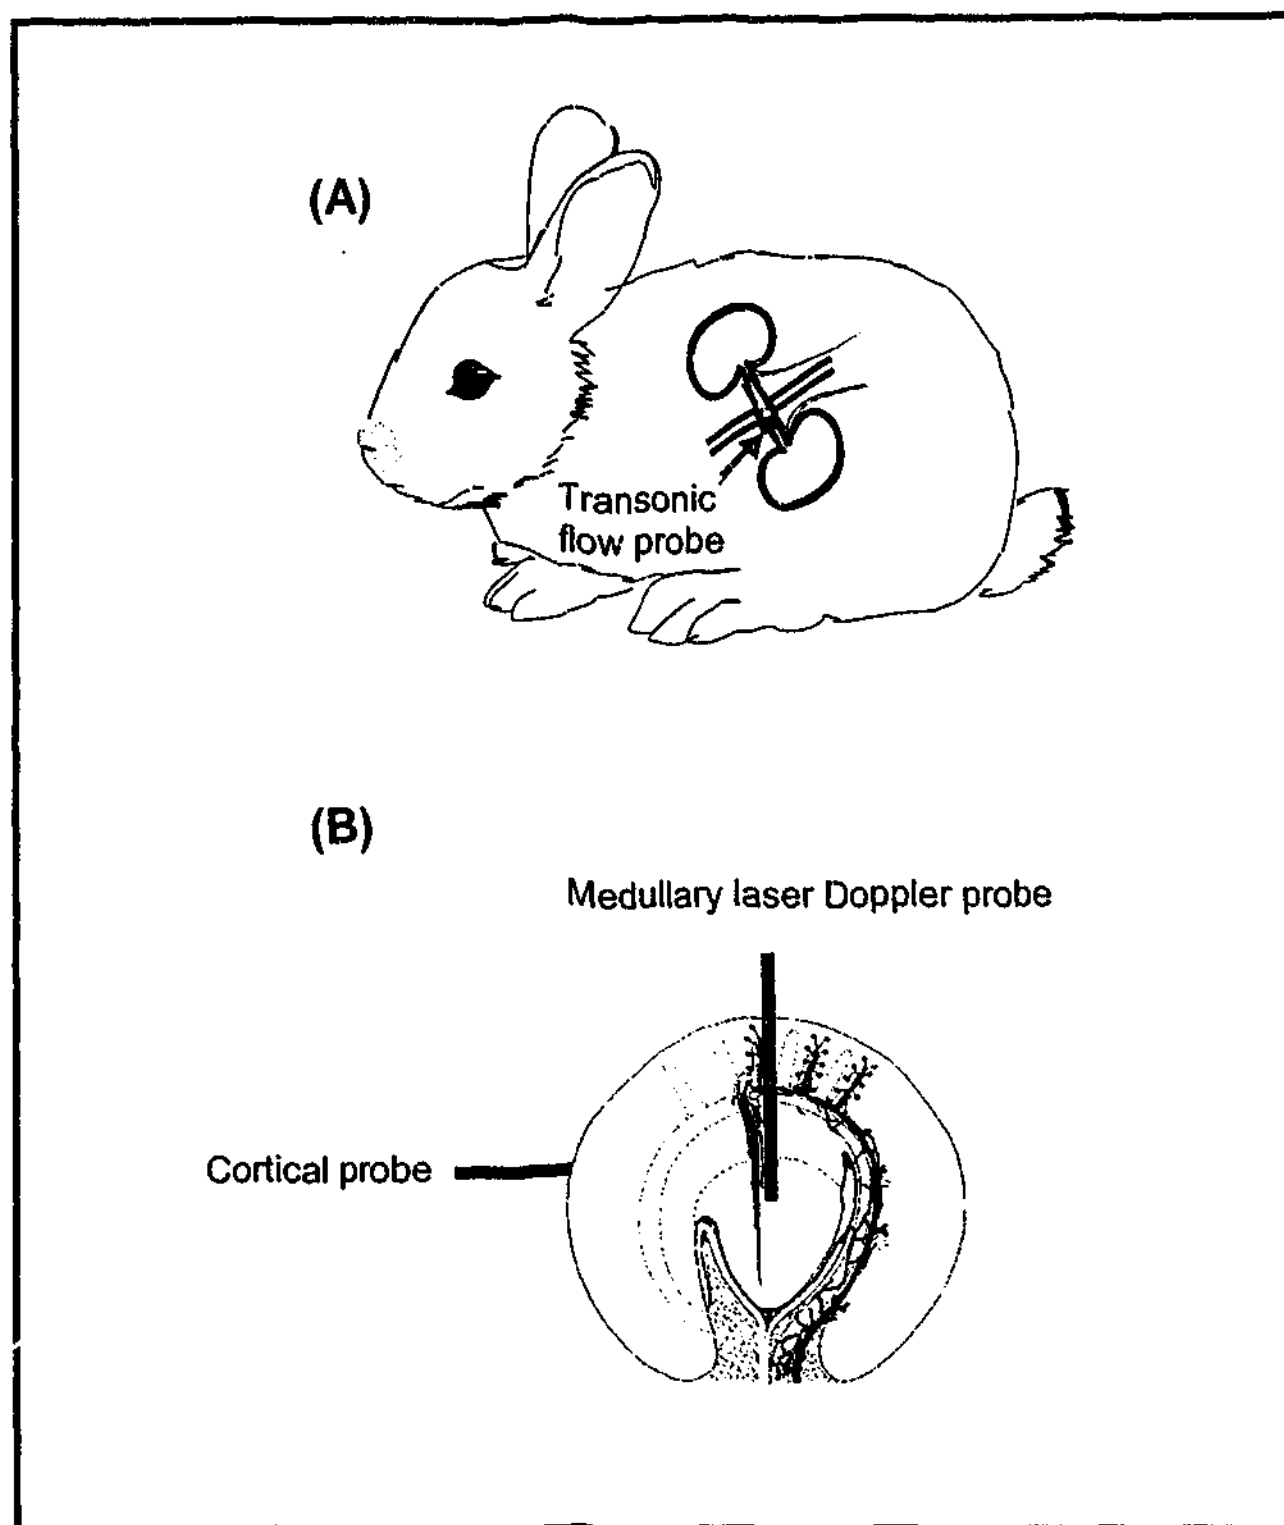 (A)
Transonic
flow probe
(B)
Medullary laser Doppler probe
Cortical probe